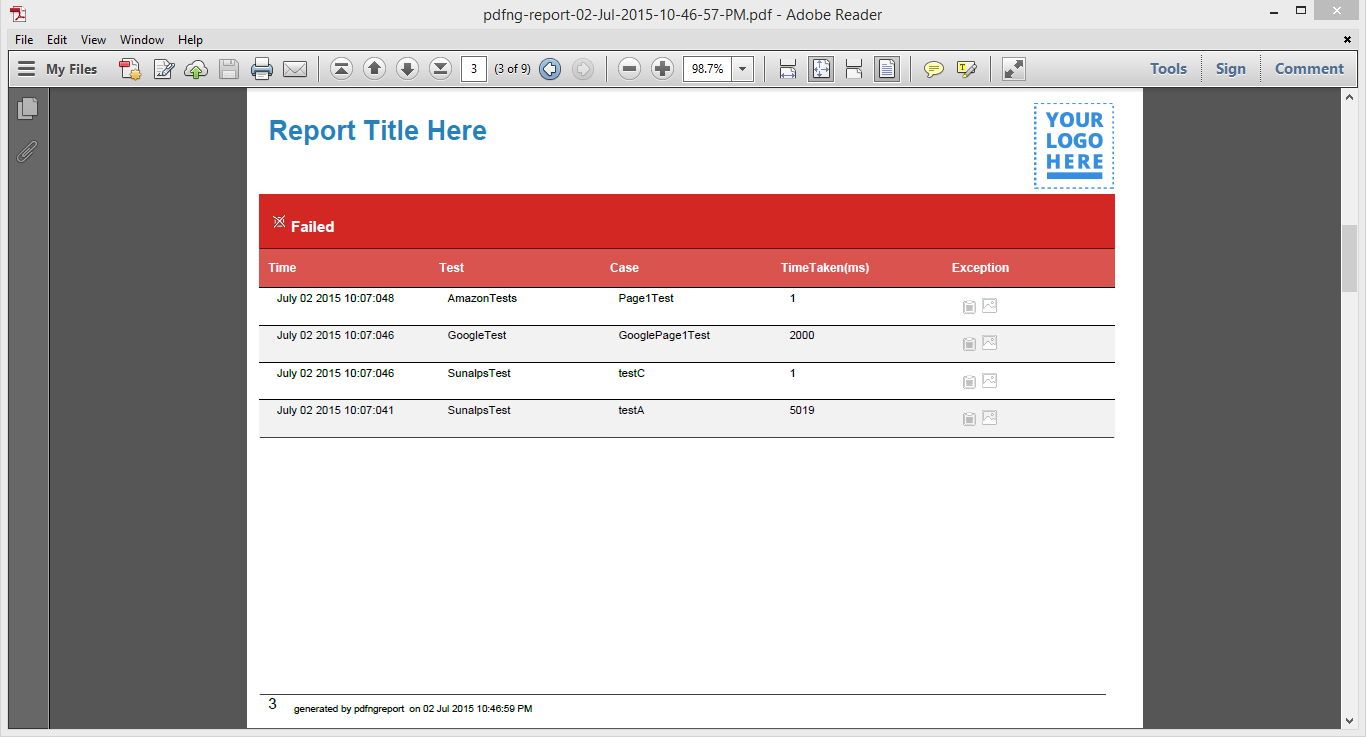 pdfng-report-02-Jul-2015-10-46-57-PM.pdf - Adobe Reader
File Edit View Window Help
My Files 3 (3 of 9) 98.7% Tools Sign Comment
Report Title Here
YOUR
LOGO
HERE
Failed
Time Test Case TimeTaken(ms) Exception
July 02 2015 10:07:048 AmazonTests Page1Test 1
July 02 2015 10:07:046 GoogleTest GooglePage1Test 2000
July 02 2015 10:07:046 SunalpsTest testC 1
July 02 2015 10:07:041 SunalpsTest testA 5019
3 generated by pdfngreport on 02 Jul 2015 10:46:59 PM